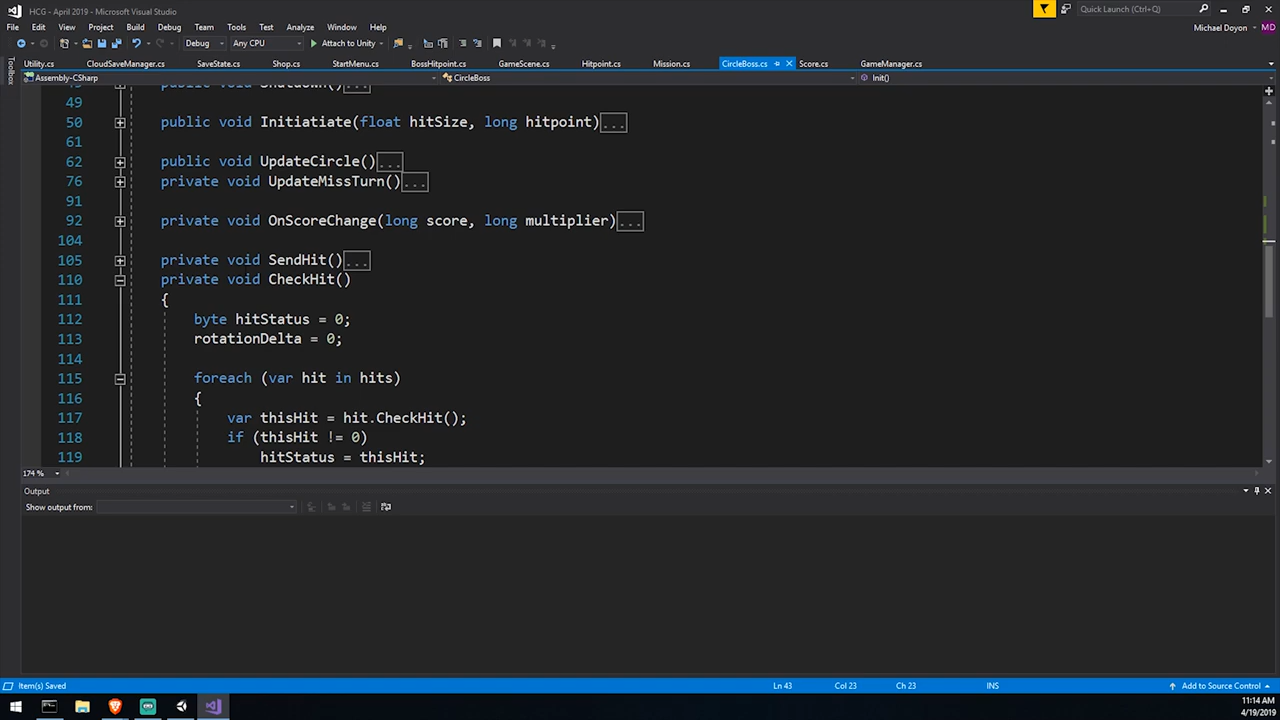 HCG - April 2019 - Microsoft Visual Studio
Quick Launch (Ctrl+Q)
File Edit View Project Build Debug Team Tools Test Analyze Window Help
Michael Doyon MD
Debug Any CPU Attach to Unity
Toolbox
Utility.cs CloudSaveManager.cs SaveState.cs Shop.cs StartMenu.cs BossHitpoint.cs GameScene.cs Hitpoint.cs Mission.cs CircleBoss.cs Score.cs GameManager.cs
Assembly-CSharp CircleBoss Init()
public void Shutdown()...
49
50 public void Initiatiate(float hitSize, long hitpoint)...
61
62 public void UpdateCircle()...
76 private void UpdateMissTurn()...
91
92 private void OnScoreChange(long score, long multiplier)...
104
105 private void SendHit()...
110 private void CheckHit()
111 {
112 byte hitStatus = 0;
113 rotationDelta = 0;
114
115 foreach (var hit in hits)
116 {
117 var thisHit = hit.CheckHit();
118 if (thisHit != 0)
119 hitStatus = thisHit;
174 %
Output
Show output from:
Item(s) Saved Ln 43 Col 23 Ch 23 INS Add to Source Control
11:14 AM
4/19/2019